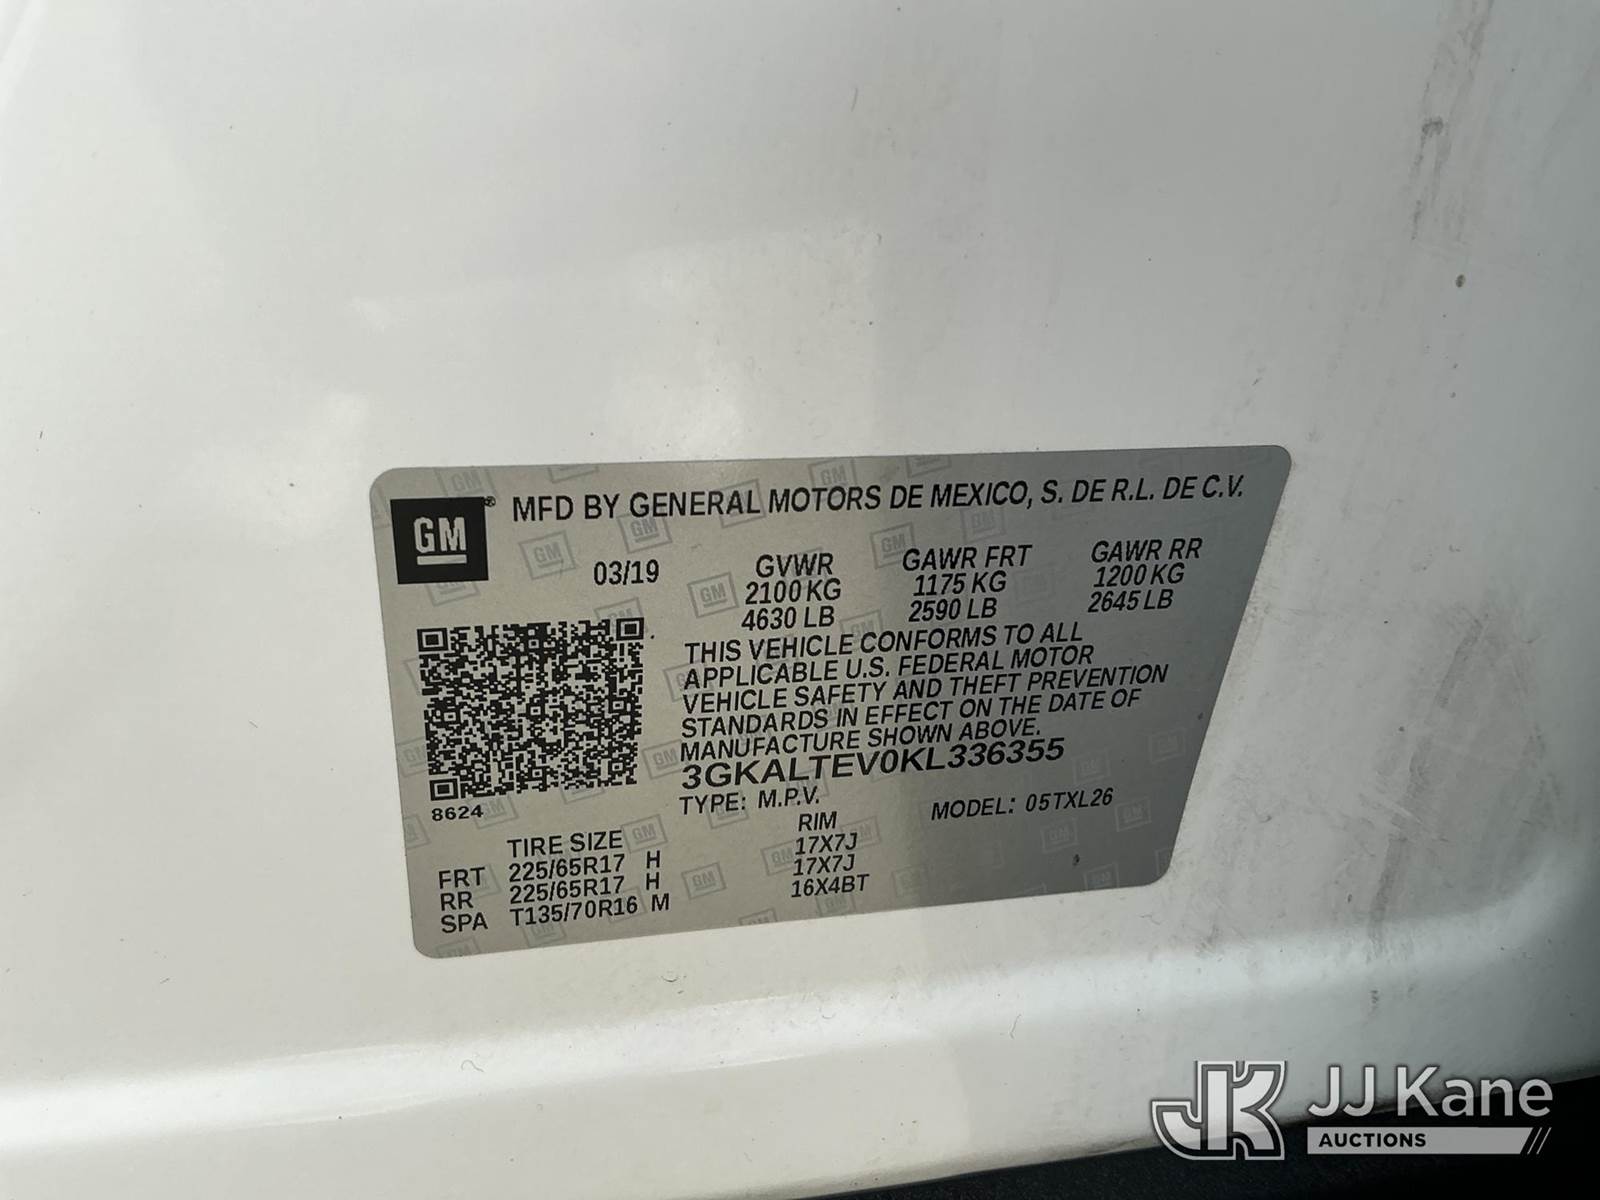 GM® MFD BY GENERAL MOTORS DE MEXICO, S. DE R.L. DE C.V.
03/19 GVWR GAWR FRT GAWR RR
2100 KG 1175 KG 1200 KG
4630 LB 2590 LB 2645 LB
THIS VEHICLE CONFORMS TO ALL
APPLICABLE U.S. FEDERAL MOTOR
VEHICLE SAFETY AND THEFT PREVENTION
STANDARDS IN EFFECT ON THE DATE OF
MANUFACTURE SHOWN ABOVE.
3GKALTEV0KL336355
8624
TYPE: M.P.V. MODEL: 05TXL26
TIRE SIZE RIM
FRT 225/65R17 H 17X7J
RR 225/65R17 H 17X7J
SPA T135/70R16 M 16X4BT
JK JJ Kane
AUCTIONS